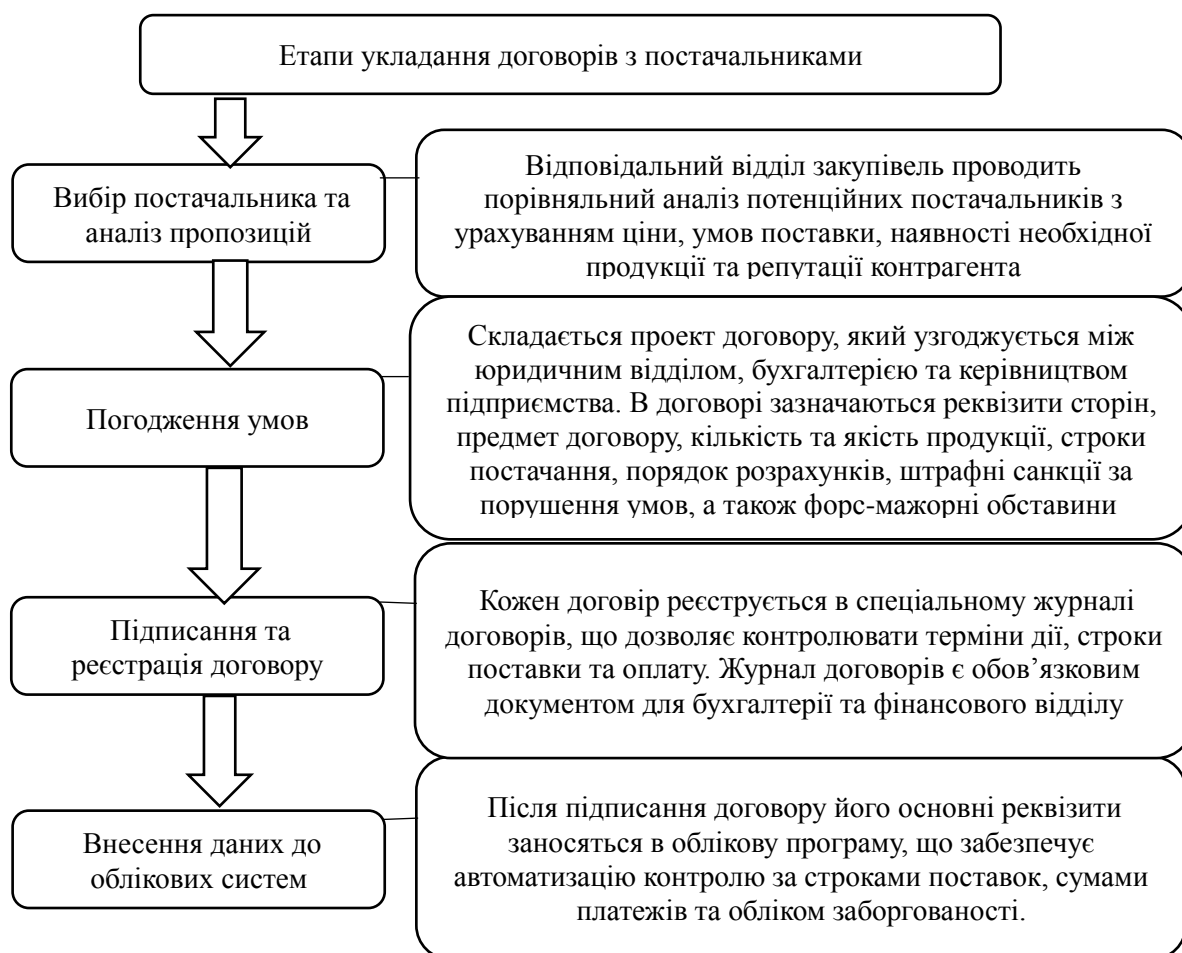 Етапи укладання договорів з постачальниками
Вибір постачальника та
аналіз пропозицій
Відповідальний відділ закупівель проводить
порівняльний аналіз потенційних постачальників з
урахуванням ціни, умов поставки, наявності необхідної
продукції та репутації контрагента
Погодження умов
Складається проект договору, який узгоджується між
юридичним відділом, бухгалтерією та керівництвом
підприємства. В договорі зазначаються реквізити сторін,
предмет договору, кількість та якість продукції, строки
постачання, порядок розрахунків, штрафні санкції за
порушення умов, а також форс-мажорні обставини
Підписання та
реєстрація договору
Кожен договір реєструється в спеціальному журналі
договорів, що дозволяє контролювати терміни дії, строки
поставки та оплату. Журнал договорів є обов’язковим
документом для бухгалтерії та фінансового відділу
Внесення даних до
облікових систем
Після підписання договору його основні реквізити
заносяться в облікову програму, що забезпечує
автоматизацію контролю за строками поставок, сумами
платежів та обліком заборгованості.